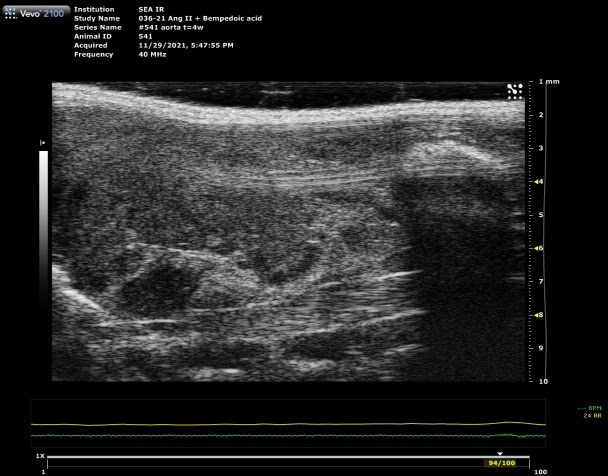 Vevo 2100
Institution SEA IR
Study Name 036-21 Ang II + Bempedoic acid
Series Name #541 aorta t=4w
Animal ID 541
Acquired 11/29/2021, 5:47:55 PM
Frequency 40 MHz
1 mm
2
3
4
5
6
7
8
9
10
--- BPM
24 RR
1X
94/100
1 100